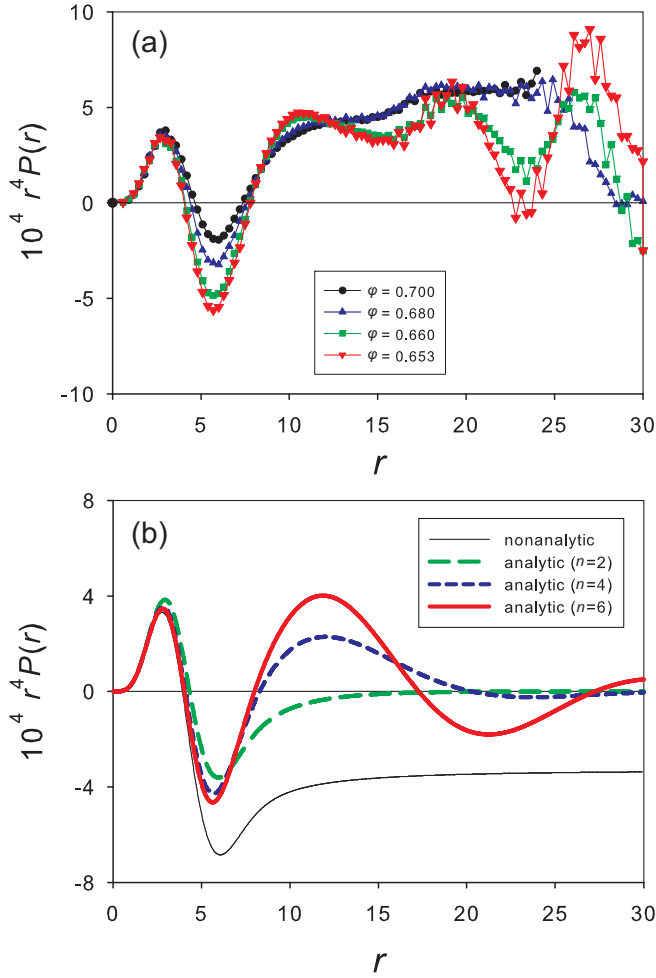 (a)
10
5
0
-5
-10
10⁴ r⁴P(r)
φ = 0.700
φ = 0.680
φ = 0.660
φ = 0.653
0 5 10 15 20 25 30
r
(b)
8
4
0
-4
-8
10⁴ r⁴P(r)
nonanalytic
analytic (n=2)
analytic (n=4)
analytic (n=6)
0 5 10 15 20 25 30
r